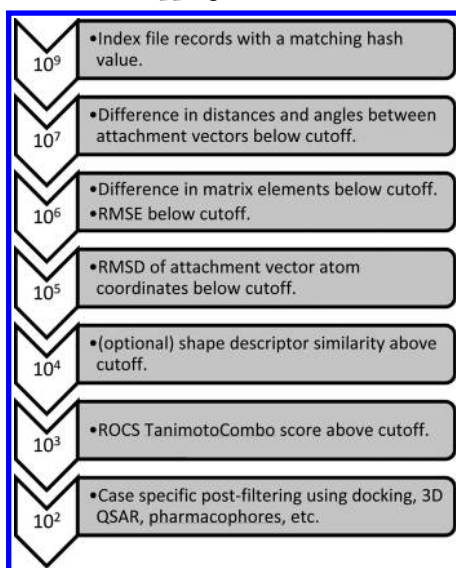 10⁹
•Index file records with a matching hash
value.
10⁷
•Difference in distances and angles between
attachment vectors below cutoff.
10⁶
•Difference in matrix elements below cutoff.
•RMSE below cutoff.
10⁵
•RMSD of attachment vector atom
coordinates below cutoff.
10⁴
•(optional) shape descriptor similarity above
cutoff.
10³
•ROCS TanimotoCombo score above cutoff.
10²
•Case specific post-filtering using docking, 3D
QSAR, pharmacophores, etc.